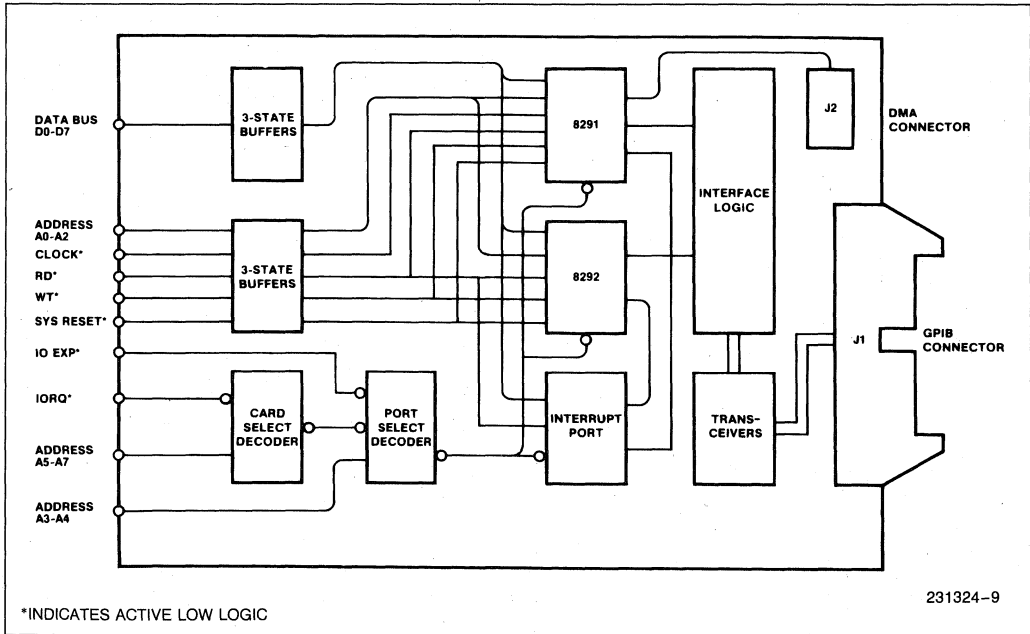 DATA BUS
D0-D7
3-STATE
BUFFERS
8291
J2
DMA
CONNECTOR
INTERFACE
LOGIC
ADDRESS
A0-A2
CLOCK*
RD*
WT*
SYS RESET*
3-STATE
BUFFERS
8292
IO EXP*
J1
GPIB
CONNECTOR
IORQ*
CARD
SELECT
DECODER
PORT
SELECT
DECODER
INTERRUPT
PORT
TRANS-
CEIVERS
ADDRESS
A5-A7
ADDRESS
A3-A4
231324-9
*INDICATES ACTIVE LOW LOGIC